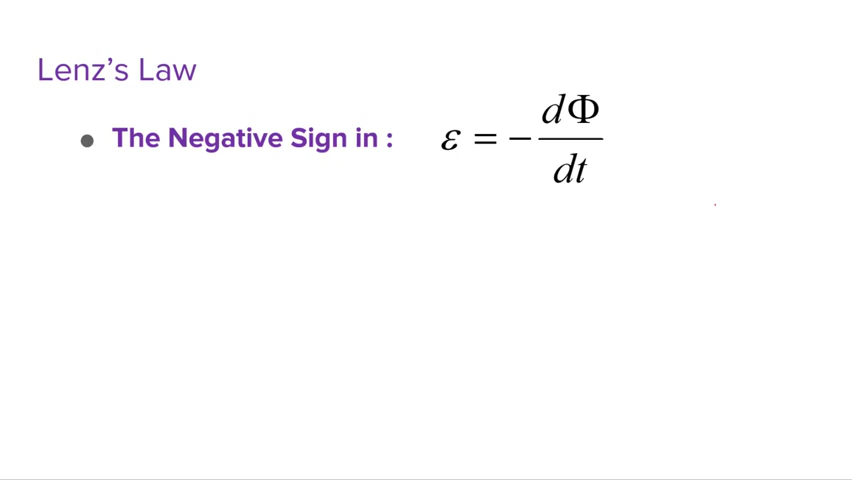 Lenz's Law
● The Negative Sign in : ε = − dΦ/dt